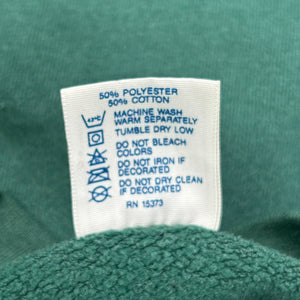 50% POLYESTER
50% COTTON
MACHINE WASH
WARM SEPARATELY
TUMBLE DRY LOW
DO NOT BLEACH
COLORS
DO NOT IRON IF
DECORATED
DO NOT DRY CLEAN
IF DECORATED
RN 15373